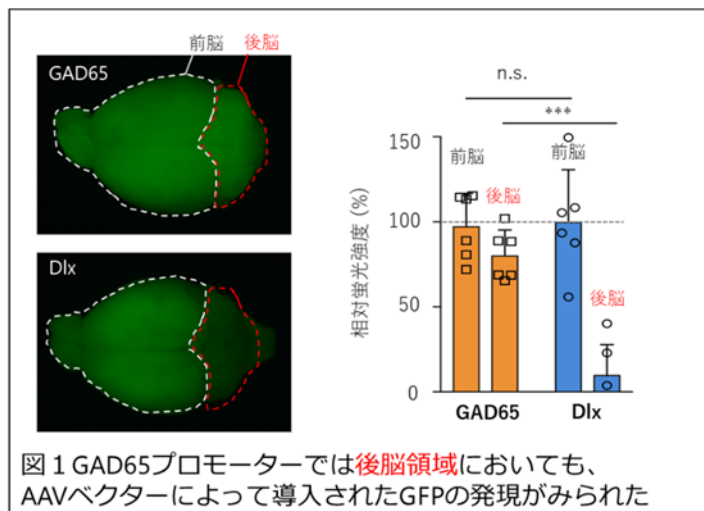 前脳 後脳
GAD65
Dlx
n.s.
***
相対蛍光強度 (%)
150
100
50
0
前脳
後脳
前脳
後脳
GAD65 Dlx
図1 GAD65プロモーターでは後脳領域においても、
AAVベクターによって導入されたGFPの発現がみられた